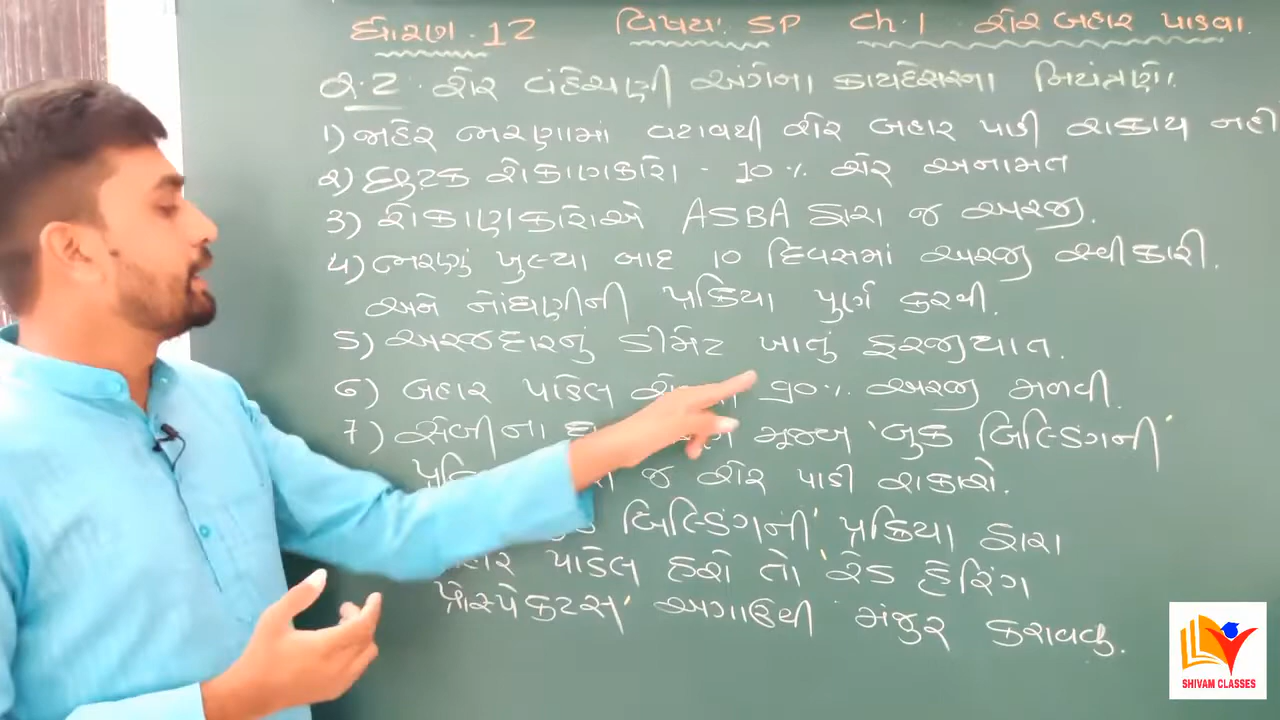 ધોરણ - 12 વિષય: SP Ch.1 શેર બહાર પાડવા.
પ્ર.2. શેર વહેંચણી અંગેના કાયદેસરના નિયંત્રણો.
1) જાહેર ભરણામાં વટાવથી શેર બહાર પાડી શકાય નહી
2) છૂટક રોકાણકારો - 10% શેર અનામત
3) રોકાણકારોએ ASBA દ્વારા જ અરજી.
4) ભરણું ખુલ્યા બાદ 10 દિવસમાં અરજી સ્વીકારી.
અને નોંધણીની પ્રક્રિયા પુર્ણ કરવી.
5) અરજદારનું ડીમેટ ખાતું ફરજીયાત.
6) બહાર પાડેલ 90% અરજી મળવી.
7) સેબીના મૂજબ 'બુક બિલ્ડિંગની'
જ શેર પાડી શકાશે.
બિલ્ડિંગની' પ્રક્રિયા દ્વારા
પાડેલ હશે તો 'રેડ હેરિંગ
પ્રોસ્પેકટસ' અગાઉથી મંજુર કરાવવુ.
SHIVAM CLASSES